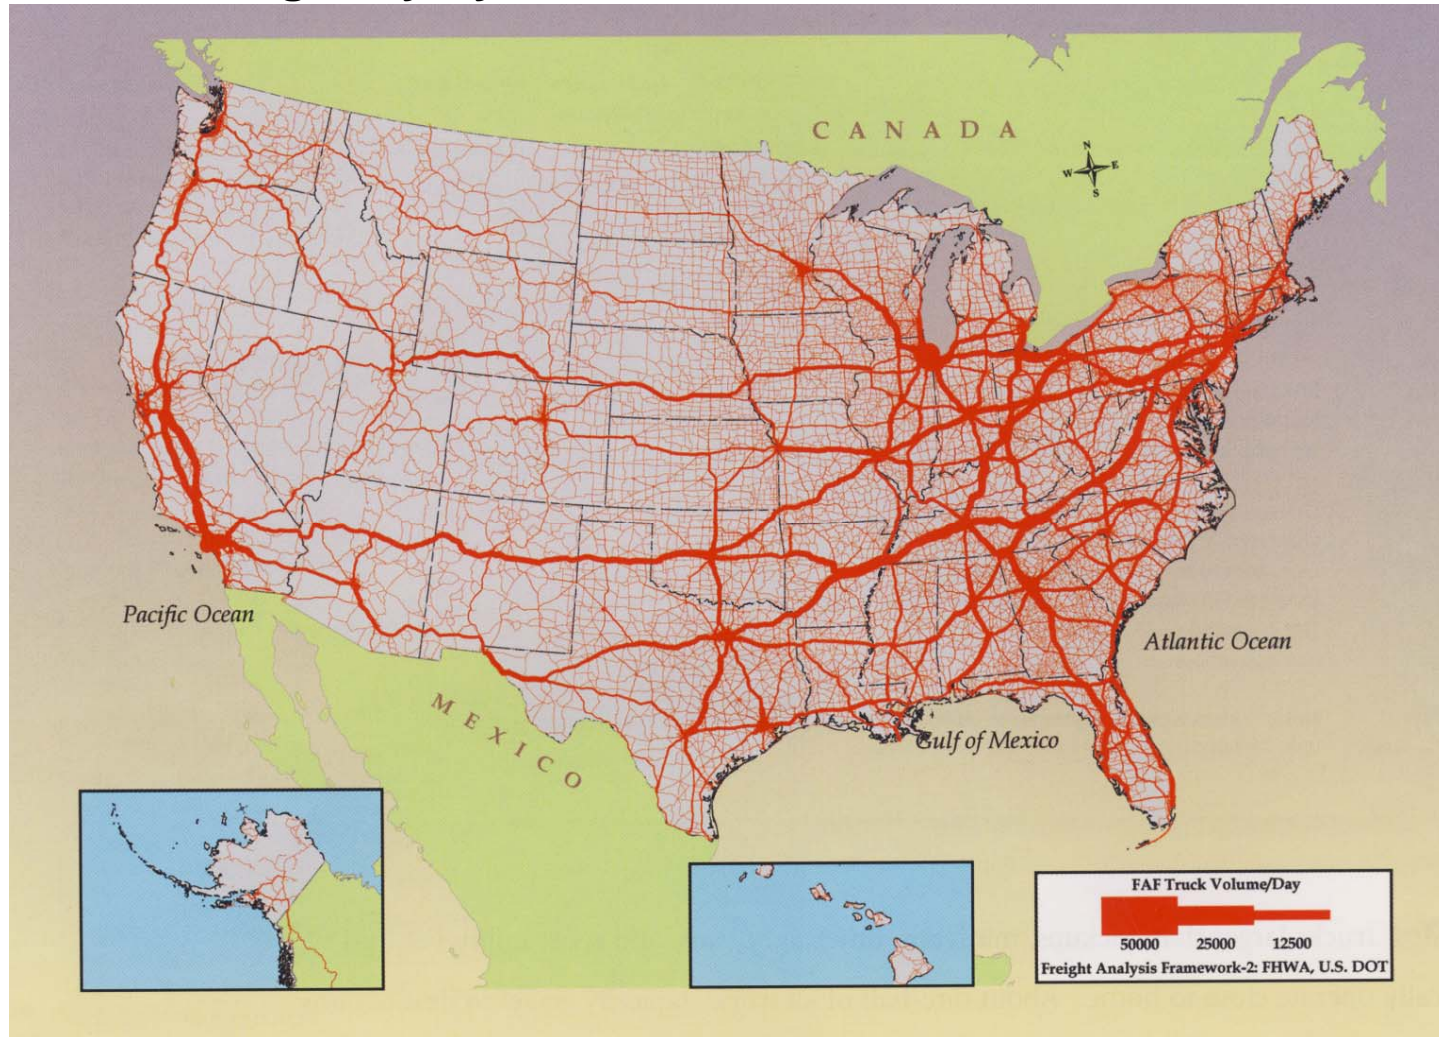 CANADA
N
W E
S
Pacific Ocean
Atlantic Ocean
MEXICO
Gulf of Mexico
FAF Truck Volume/Day
50000 25000 12500
Freight Analysis Framework-2: FHWA, U.S. DOT